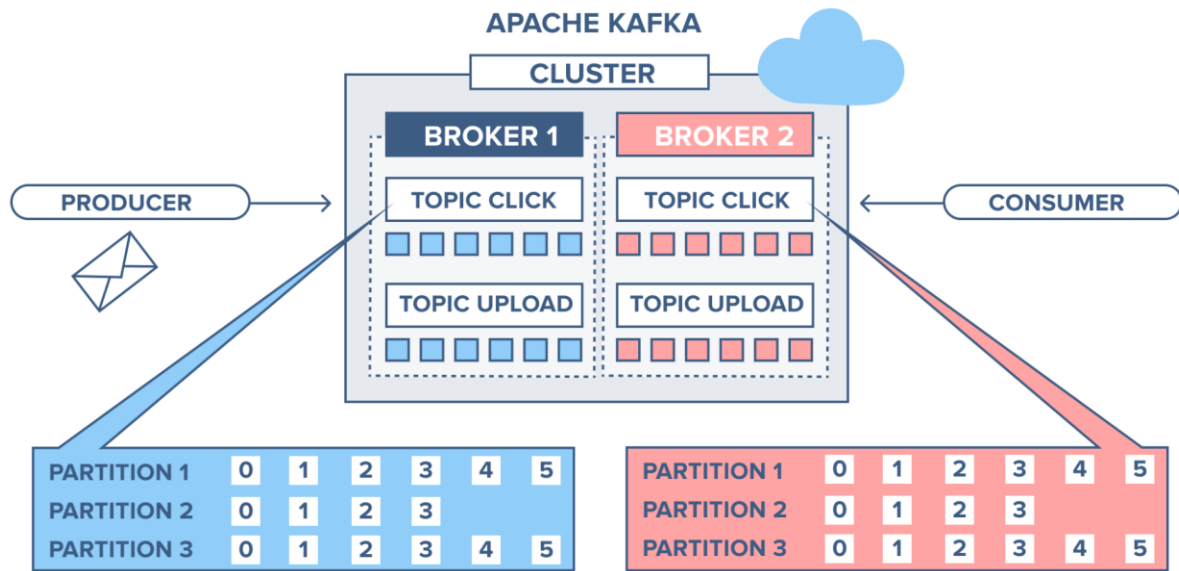 APACHE KAFKA
CLUSTER
BROKER 1
BROKER 2
PRODUCER
TOPIC CLICK
TOPIC CLICK
CONSUMER
TOPIC UPLOAD
TOPIC UPLOAD
PARTITION 1 0 1 2 3 4 5
PARTITION 2 0 1 2 3
PARTITION 3 0 1 2 3 4 5
PARTITION 1 0 1 2 3 4 5
PARTITION 2 0 1 2 3
PARTITION 3 0 1 2 3 4 5